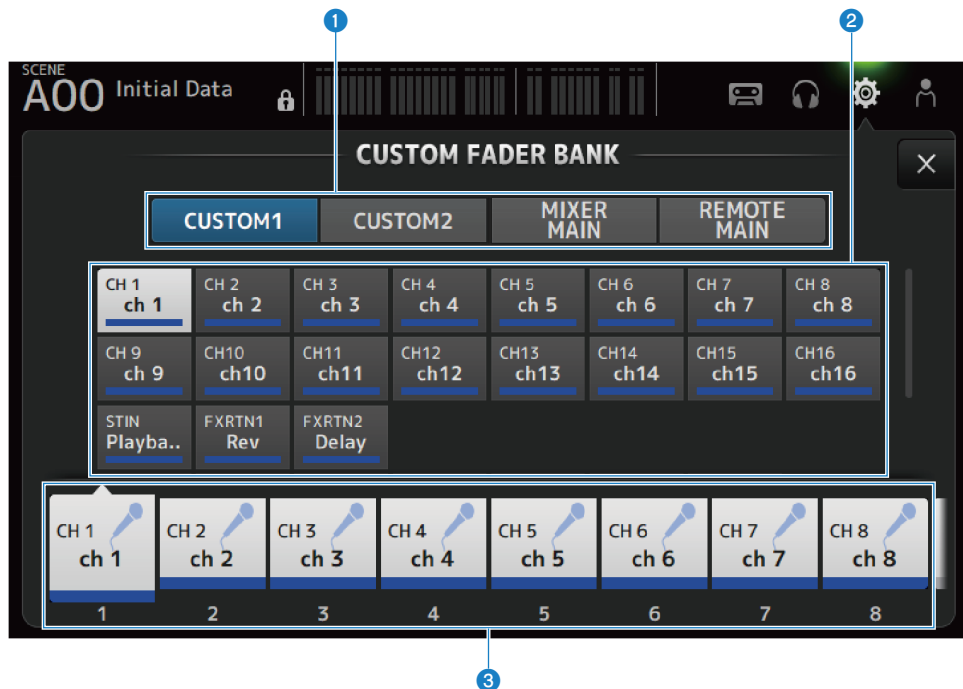 1 2
SCENE
A00 Initial Data
CUSTOM FADER BANK
CUSTOM1 CUSTOM2 MIXER MAIN REMOTE MAIN
CH 1 CH 2 CH 3 CH 4 CH 5 CH 6 CH 7 CH 8
ch 1 ch 2 ch 3 ch 4 ch 5 ch 6 ch 7 ch 8
CH 9 CH10 CH11 CH12 CH13 CH14 CH15 CH16
ch 9 ch10 ch11 ch12 ch13 ch14 ch15 ch16
STIN FXRTN1 FXRTN2
Playba.. Rev Delay
CH 1 CH 2 CH 3 CH 4 CH 5 CH 6 CH 7 CH 8
ch 1 ch 2 ch 3 ch 4 ch 5 ch 6 ch 7 ch 8
1 2 3 4 5 6 7 8
3